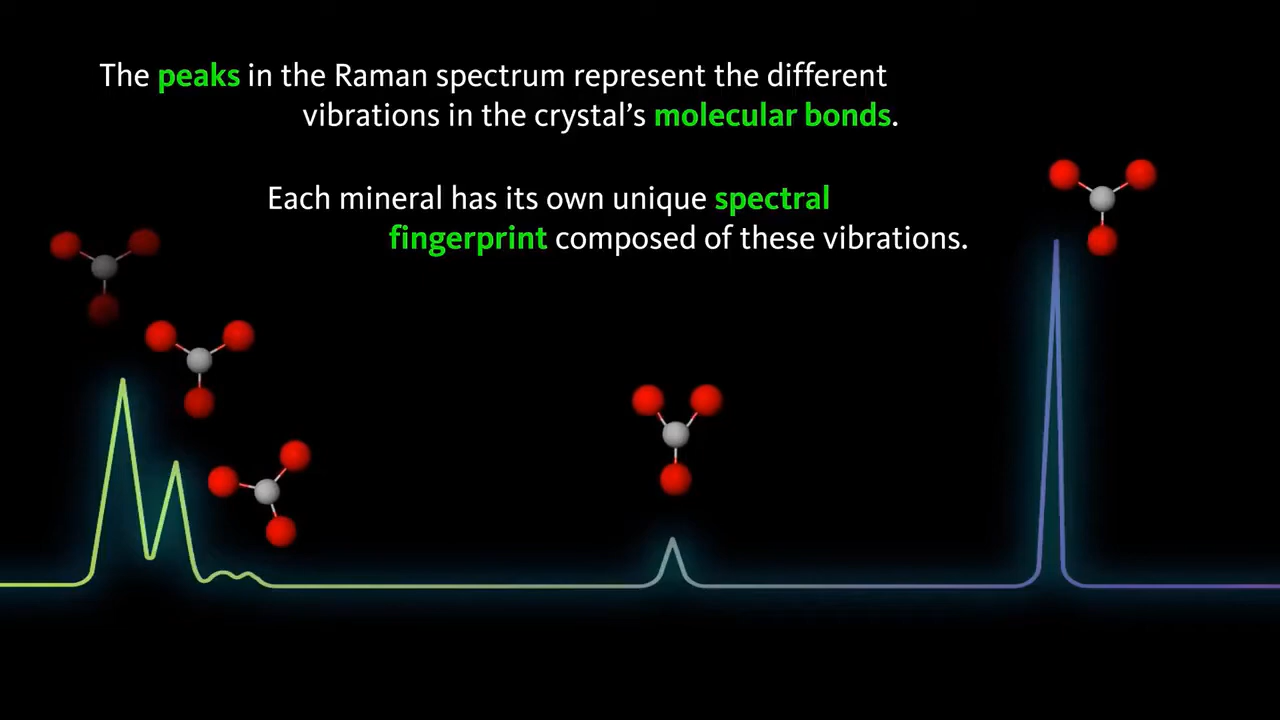 The peaks in the Raman spectrum represent the different
vibrations in the crystal’s molecular bonds.
Each mineral has its own unique spectral
fingerprint composed of these vibrations.